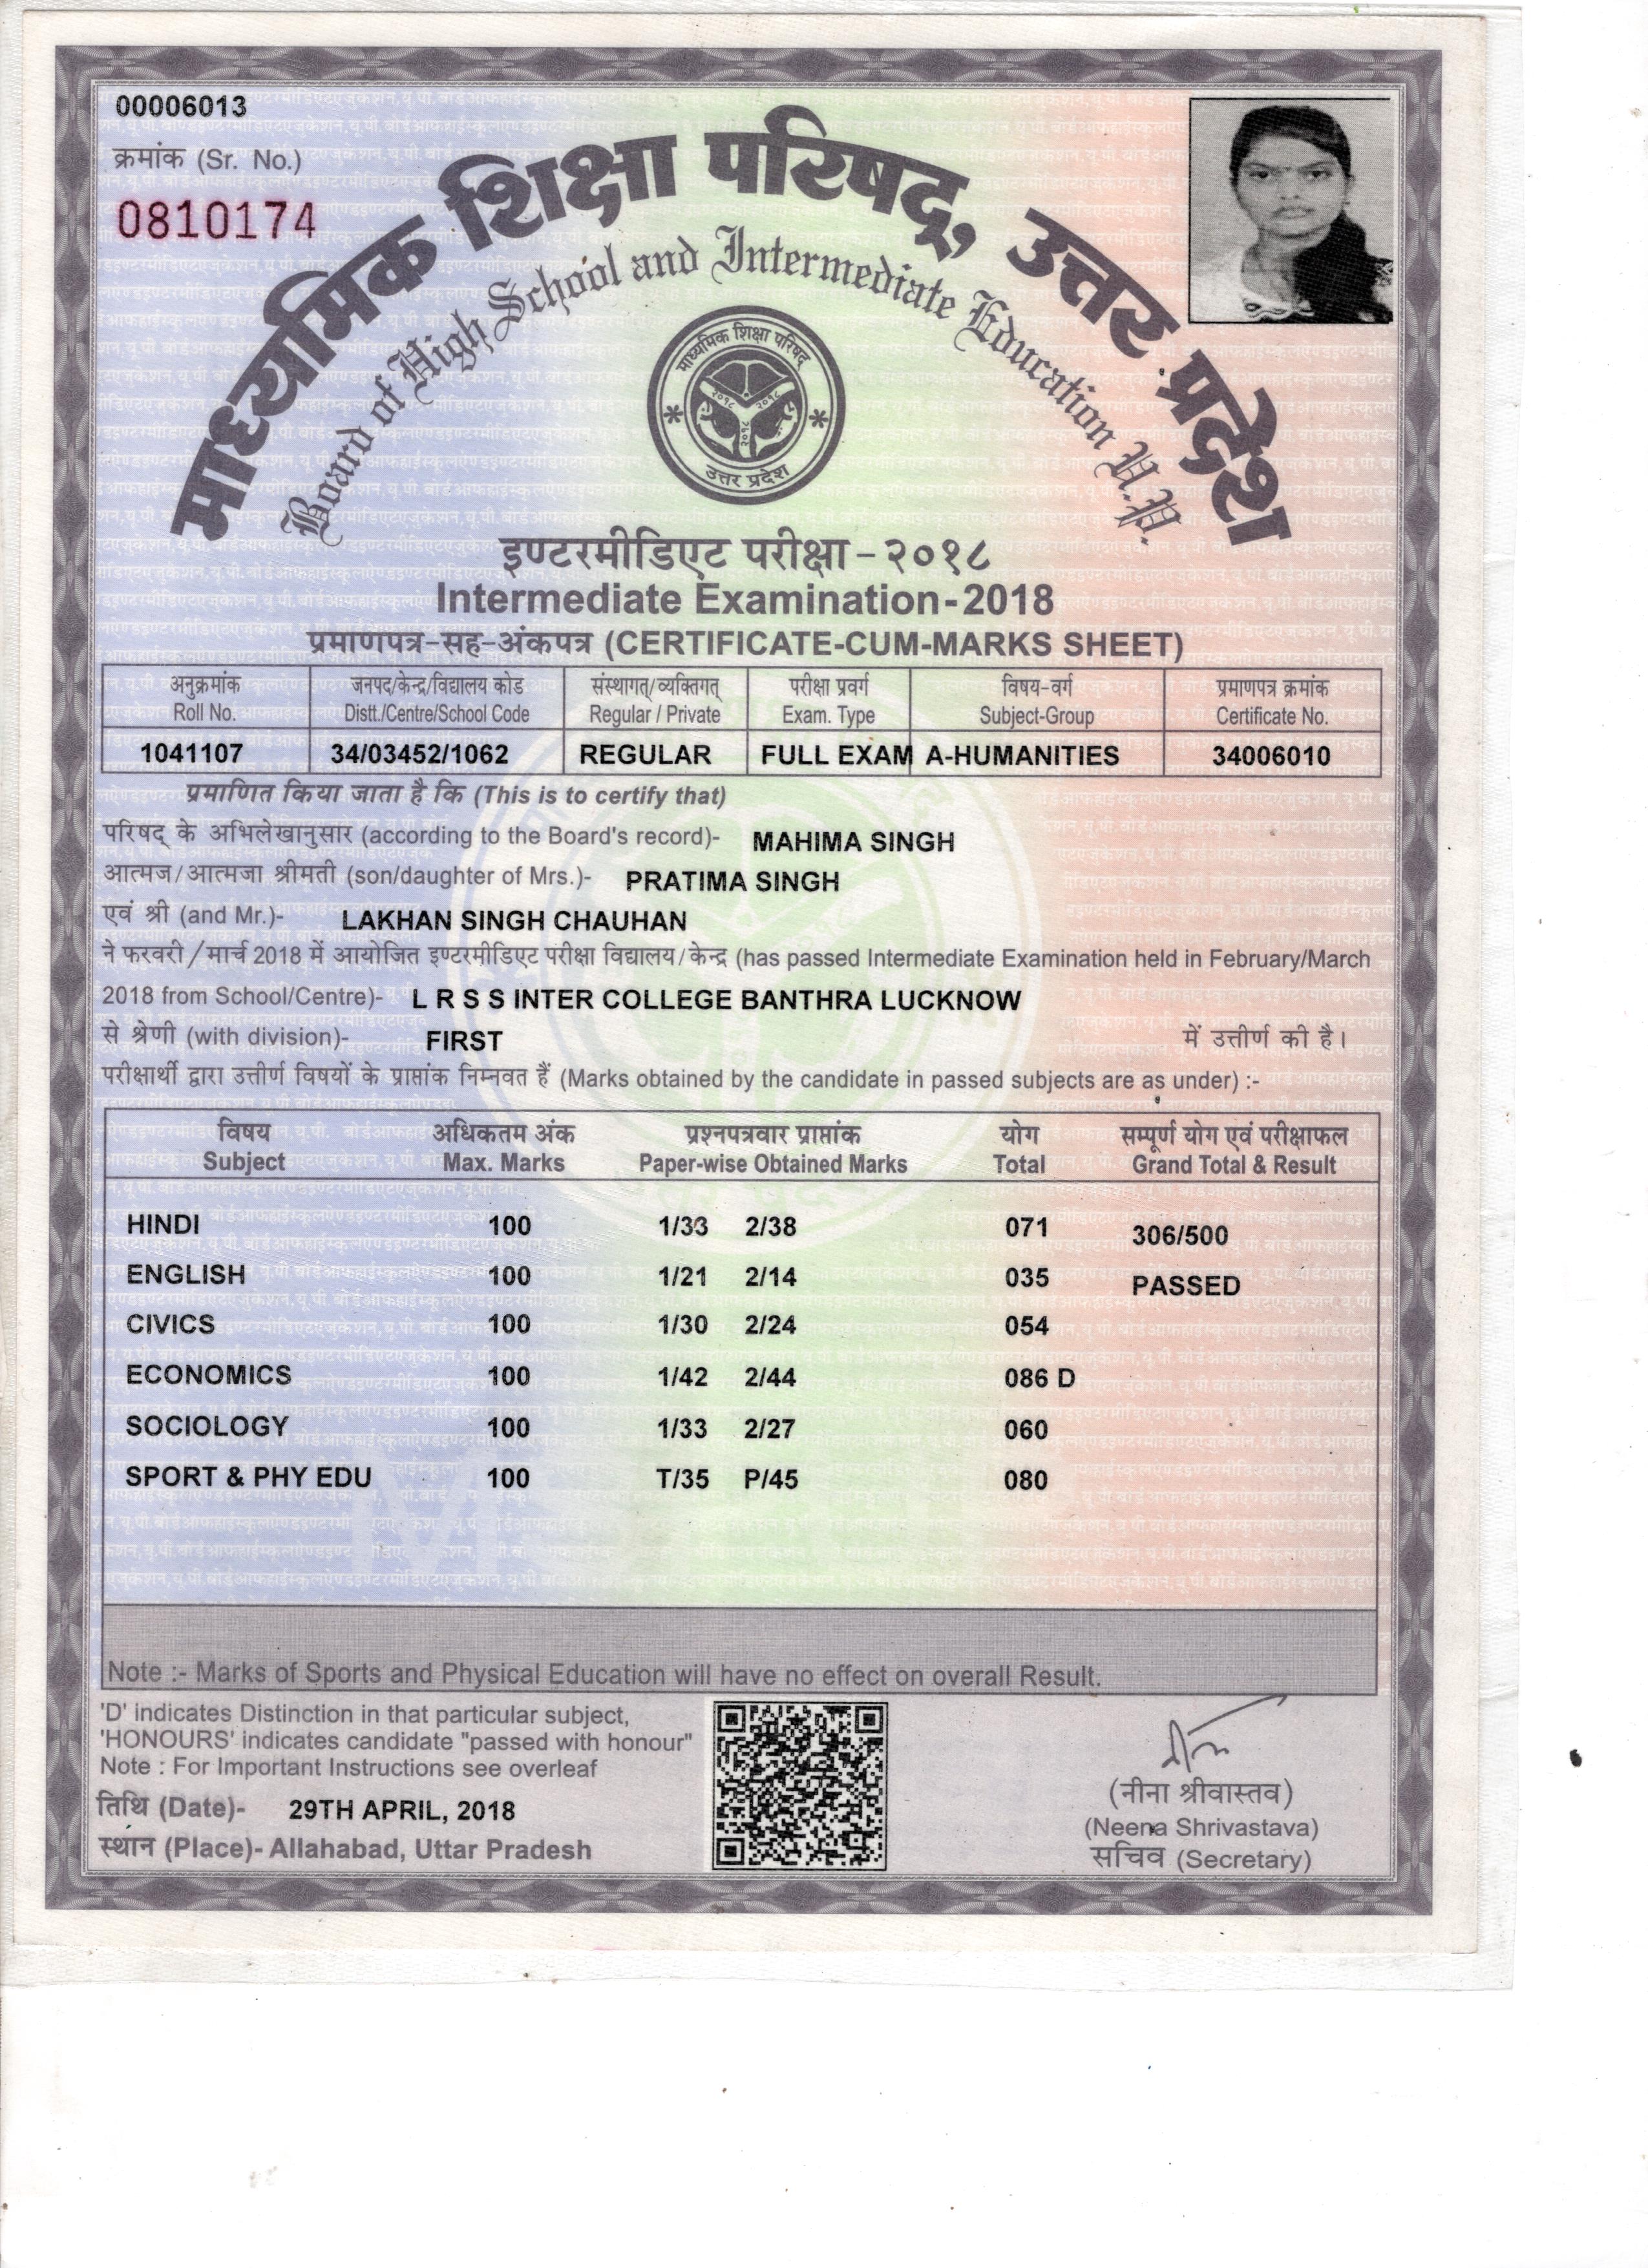 00006013
क्रमांक (Sr. No.)
0810174
माध्यमिक शिक्षा परिषद्, उत्तर प्रदेश
Board of High School and Intermediate Education U.P.
माध्यमिक शिक्षा परिषद्
२०१८ २०१८
२०१८
उत्तर प्रदेश
इण्टरमीडिएट परीक्षा-२०१८
Intermediate Examination-2018
प्रमाणपत्र-सह-अंकपत्र (CERTIFICATE-CUM-MARKS SHEET)
अनुक्रमांक जनपद/केन्द्र/विद्यालय कोड संस्थागत्/व्यक्तिगत् परीक्षा प्रवर्ग विषय-वर्ग प्रमाणपत्र क्रमांक
Roll No. Distt./Centre/School Code Regular / Private Exam. Type Subject-Group Certificate No.
1041107 34/03452/1062 REGULAR FULL EXAM A-HUMANITIES 34006010
प्रमाणित किया जाता है कि (This is to certify that)
परिषद् के अभिलेखानुसार (according to the Board's record)- MAHIMA SINGH
आत्मज/आत्मजा श्रीमती (son/daughter of Mrs.)- PRATIMA SINGH
एवं श्री (and Mr.)- LAKHAN SINGH CHAUHAN
ने फरवरी/मार्च 2018 में आयोजित इण्टरमीडिएट परीक्षा विद्यालय/केन्द्र (has passed Intermediate Examination held in February/March
2018 from School/Centre)- L R S S INTER COLLEGE BANTHRA LUCKNOW
से श्रेणी (with division)- FIRST में उत्तीर्ण की है।
परीक्षार्थी द्वारा उत्तीर्ण विषयों के प्राप्तांक निम्नवत हैं (Marks obtained by the candidate in passed subjects are as under) :-
विषय अधिकतम अंक प्रश्नपत्रवार प्राप्तांक योग सम्पूर्ण योग एवं परीक्षाफल
Subject Max. Marks Paper-wise Obtained Marks Total Grand Total & Result
HINDI 100 1/33 2/38 071 306/500
ENGLISH 100 1/21 2/14 035 PASSED
CIVICS 100 1/30 2/24 054
ECONOMICS 100 1/42 2/44 086 D
SOCIOLOGY 100 1/33 2/27 060
SPORT & PHY EDU 100 T/35 P/45 080
Note :- Marks of Sports and Physical Education will have no effect on overall Result.
'D' indicates Distinction in that particular subject,
'HONOURS' indicates candidate "passed with honour"
Note : For Important Instructions see overleaf
तिथि (Date)- 29TH APRIL, 2018
स्थान (Place)- Allahabad, Uttar Pradesh
(नीना श्रीवास्तव)
(Neena Shrivastava)
सचिव (Secretary)